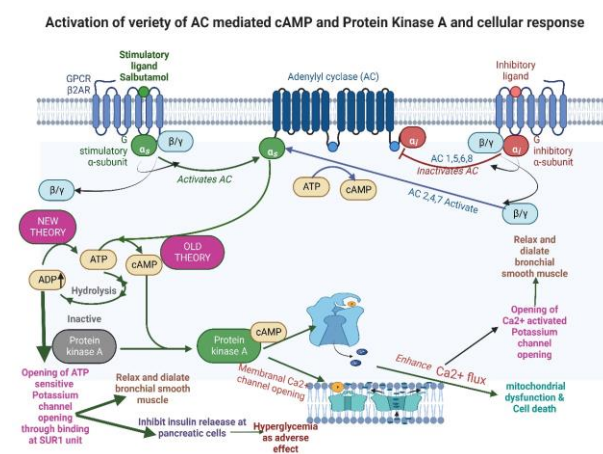 Activation of veriety of AC mediated cAMP and Protein Kinase A and cellular response
Stimulatory
ligand
Salbutamol
GPCR
β2AR
Adenylyl cyclase (AC)
Inhibitory
ligand
G
stimulatory
α-subunit
αs
β/γ
αs
αi
β/γ
αi
G
inhibitory
α-subunit
β/γ
Activates AC
ATP
cAMP
AC 1,5,6,8
Inactivates AC
AC 2,4,7 Activate
β/γ
NEW
THEORY
OLD
THEORY
ATP
cAMP
ADP
Hydrolysis
Relax and
dialate
bronchial
smooth muscle
Inactive
Protein
kinase A
Protein
kinase A
cAMP
Membranal Ca2+
channel opening
Enhance Ca2+ flux
Opening of
Ca2+ activated
Potassium
channel
opening
mitochondrial
dysfunction &
Cell death
Opening of ATP
sensitive
Potassium
channel
opening
through binding
at SUR1 unit
Relax and dialate
bronchial smooth
muscle
Inhibit insulin relaease at
pancreatic cells
Hyperglycemia
as adverse
effect